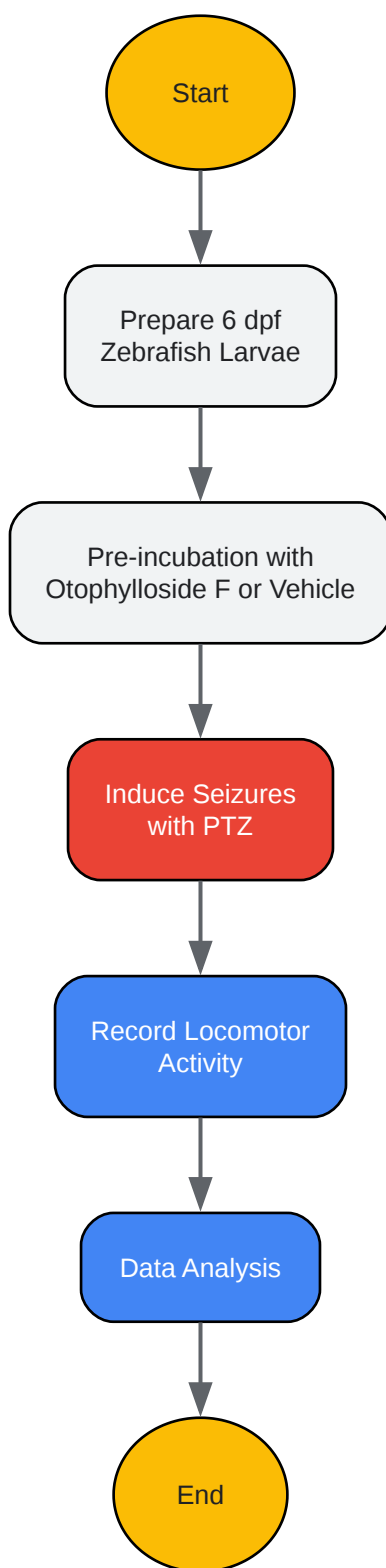 Start
Prepare 6 dpf
Zebrafish Larvae
Pre-incubation with
Otophylloside F or Vehicle
Induce Seizures
with PTZ
Record Locomotor
Activity
Data Analysis
End